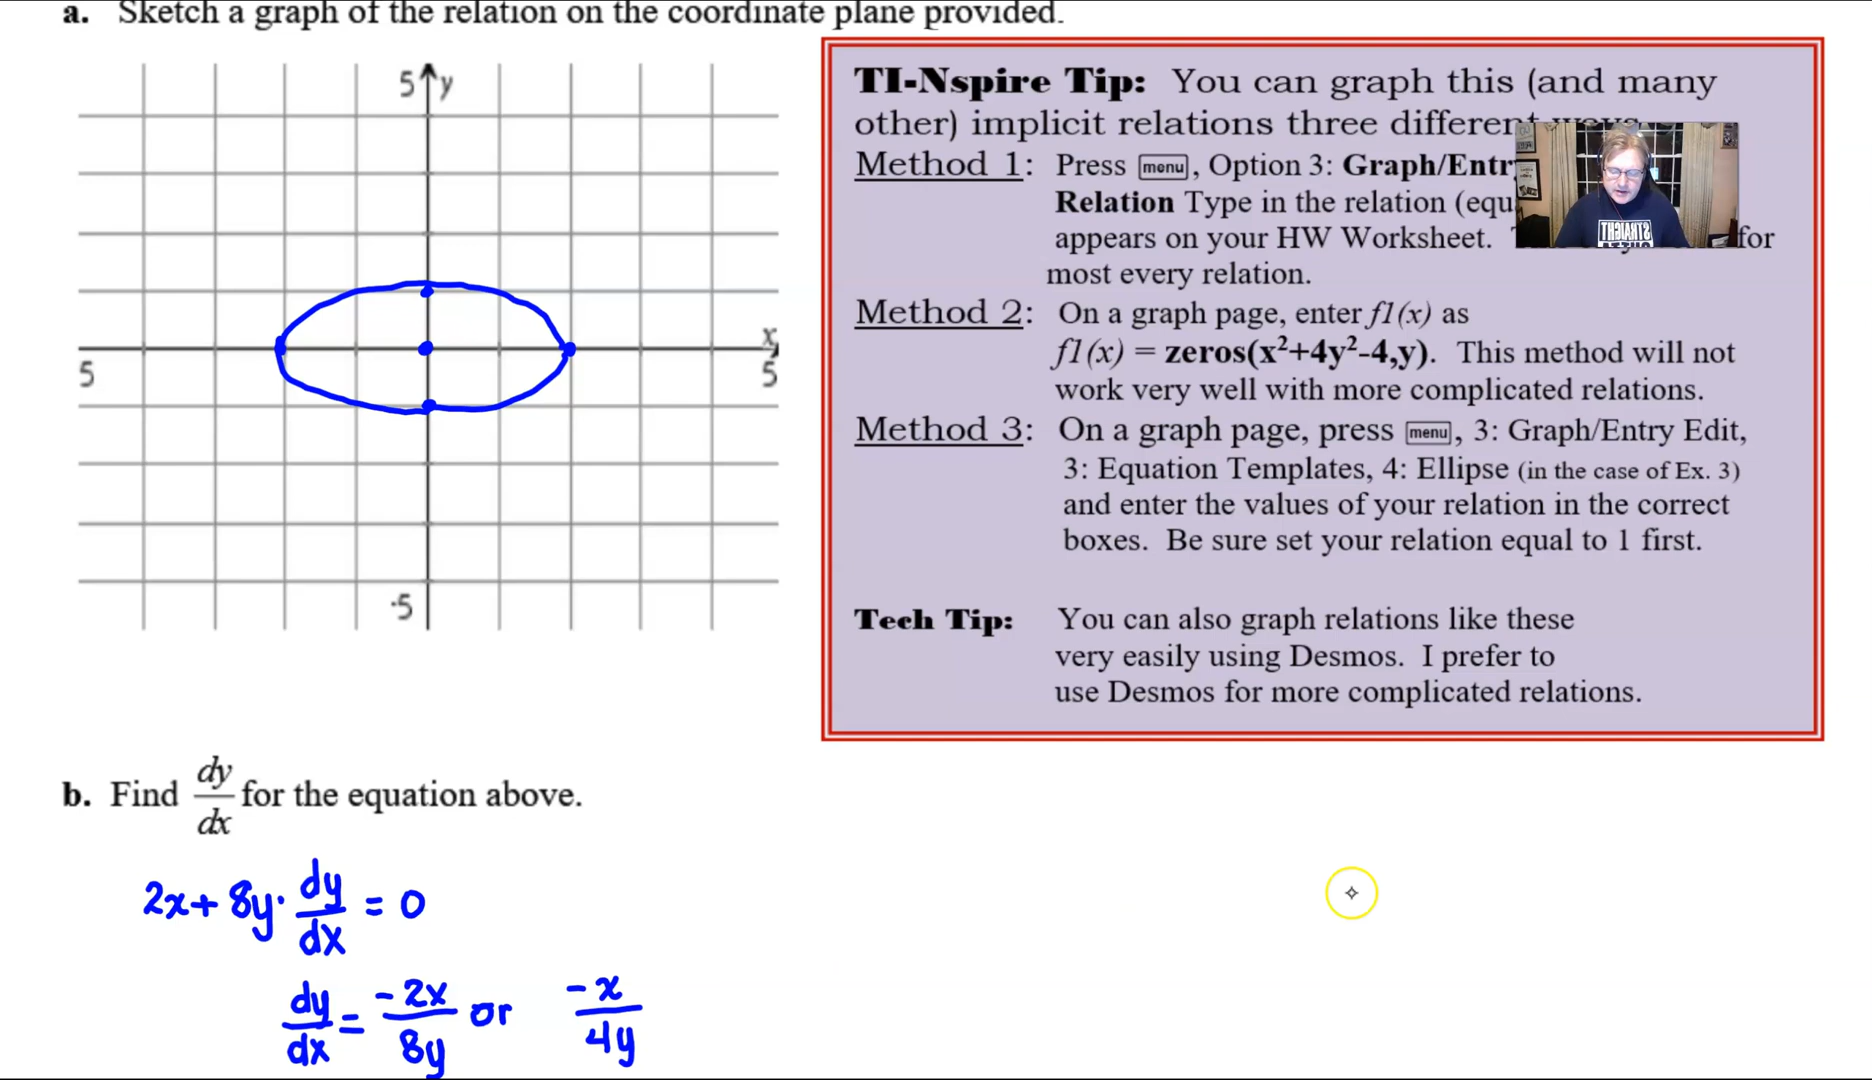 a. Sketch a graph of the relation on the coordinate plane provided.
5 y
x
5
5
-5
TI-Nspire Tip: You can graph this (and many
other) implicit relations three different ways
Method 1: Press menu, Option 3: Graph/Entr
Relation Type in the relation (equ
appears on your HW Worksheet. for
most every relation.
Method 2: On a graph page, enter f1(x) as
f1(x) = zeros(x²+4y²-4,y). This method will not
work very well with more complicated relations.
Method 3: On a graph page, press menu, 3: Graph/Entry Edit,
3: Equation Templates, 4: Ellipse (in the case of Ex. 3)
and enter the values of your relation in the correct
boxes. Be sure set your relation equal to 1 first.
Tech Tip: You can also graph relations like these
very easily using Desmos. I prefer to
use Desmos for more complicated relations.
STRAIGHT
b. Find dy/dx for the equation above.
2x + 8y · dy/dx = 0
dy/dx = -2x/8y or -x/4y